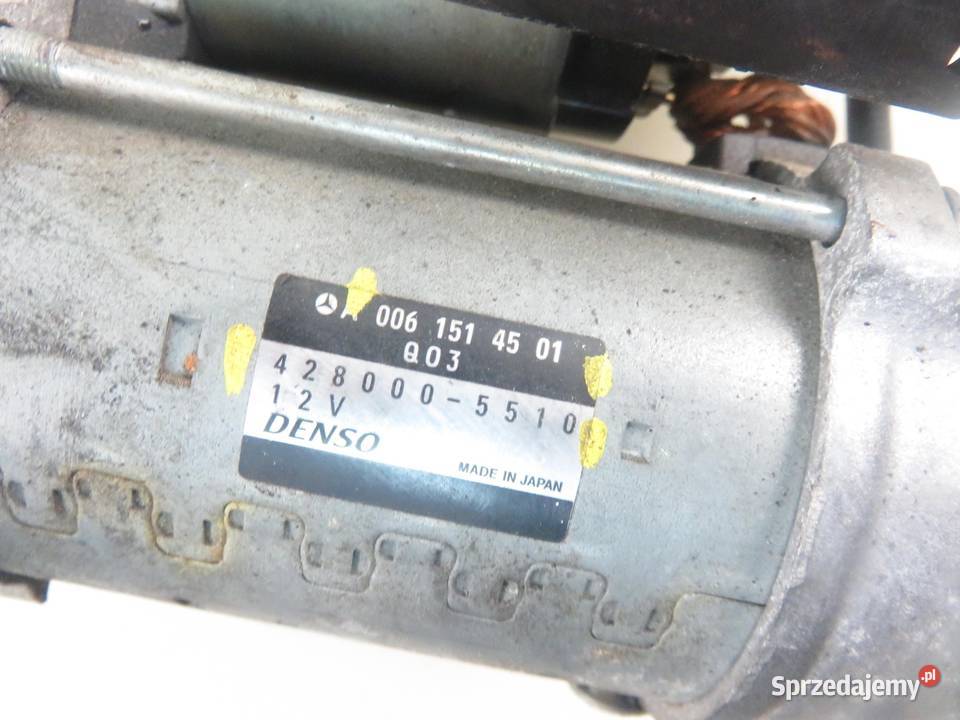 A 006 151 45 01
Q03
428000-5510
12V
DENSO
MADE IN JAPAN
Sprzedajemy.pl